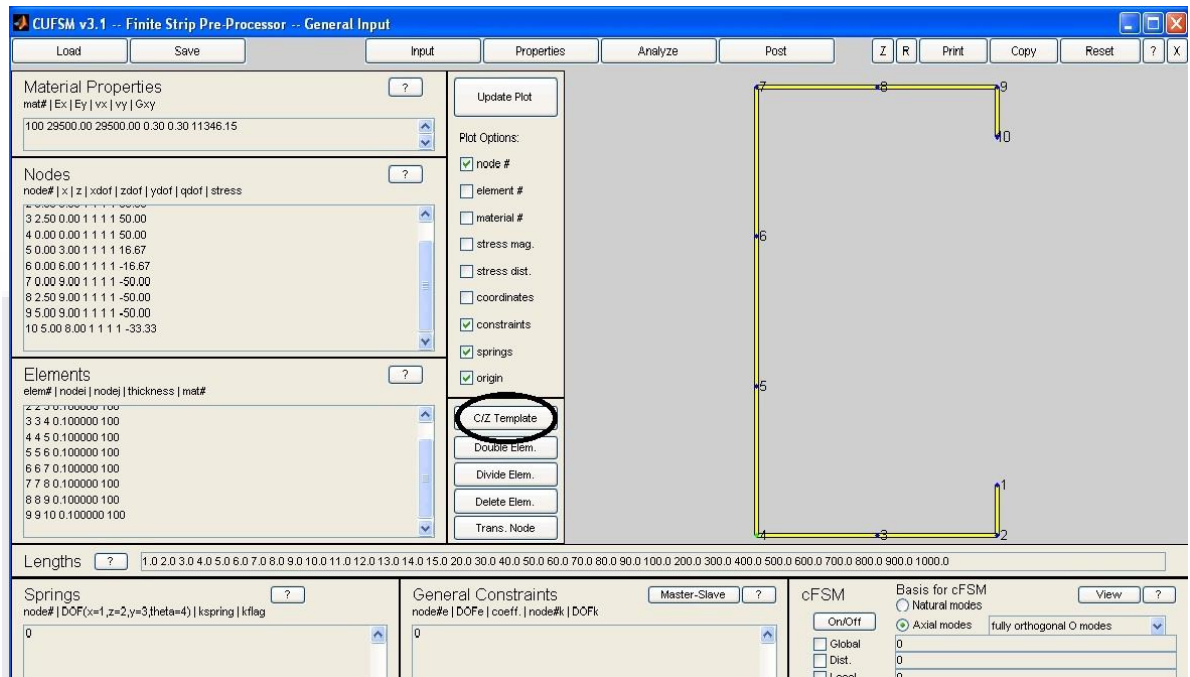 CUFSM v3.1 -- Finite Strip Pre-Processor -- General Input
Load Save Input Properties Analyze Post Z R Print Copy Reset ? X
Material Properties ?
mat# | Ex | Ey | vx | vy | Gxy
100 29500.00 29500.00 0.30 0.30 11346.15
Nodes ?
node# | x | z | xdof | zdof | ydof | qdof | stress
3 2.50 0.00 1 1 1 1 50.00
4 0.00 0.00 1 1 1 1 50.00
5 0.00 3.00 1 1 1 1 16.67
6 0.00 6.00 1 1 1 1 -16.67
7 0.00 9.00 1 1 1 1 -50.00
8 2.50 9.00 1 1 1 1 -50.00
9 5.00 9.00 1 1 1 1 -50.00
10 5.00 8.00 1 1 1 1 -33.33
Elements ?
elem# | nodei | nodej | thickness | mat#
2 2 3 0.100000 100
3 3 4 0.100000 100
4 4 5 0.100000 100
5 5 6 0.100000 100
6 6 7 0.100000 100
7 7 8 0.100000 100
8 8 9 0.100000 100
9 9 10 0.100000 100
Update Plot
Plot Options:
node #
element #
material #
stress mag.
stress dist.
coordinates
constraints
springs
origin
C/Z Template
Double Elem.
Divide Elem.
Delete Elem.
Trans. Node
7 8 9
10
6
5
1
4 3 2
Lengths ? 1.0 2.0 3.0 4.0 5.0 6.0 7.0 8.0 9.0 10.0 11.0 12.0 13.0 14.0 15.0 20.0 30.0 40.0 50.0 60.0 70.0 80.0 90.0 100.0 200.0 300.0 400.0 500.0 600.0 700.0 800.0 900.0 1000.0
Springs ?
node# | DOF(x=1,z=2,y=3,theta=4) | kspring | kflag
0
General Constraints Master-Slave ?
node#e | DOFe | coeff. | node#k | DOFk
0
cFSM
On/Off
Global
Dist.
Local
Basis for cFSM View ?
Natural modes
Axial modes fully orthogonal O modes
0
0
0